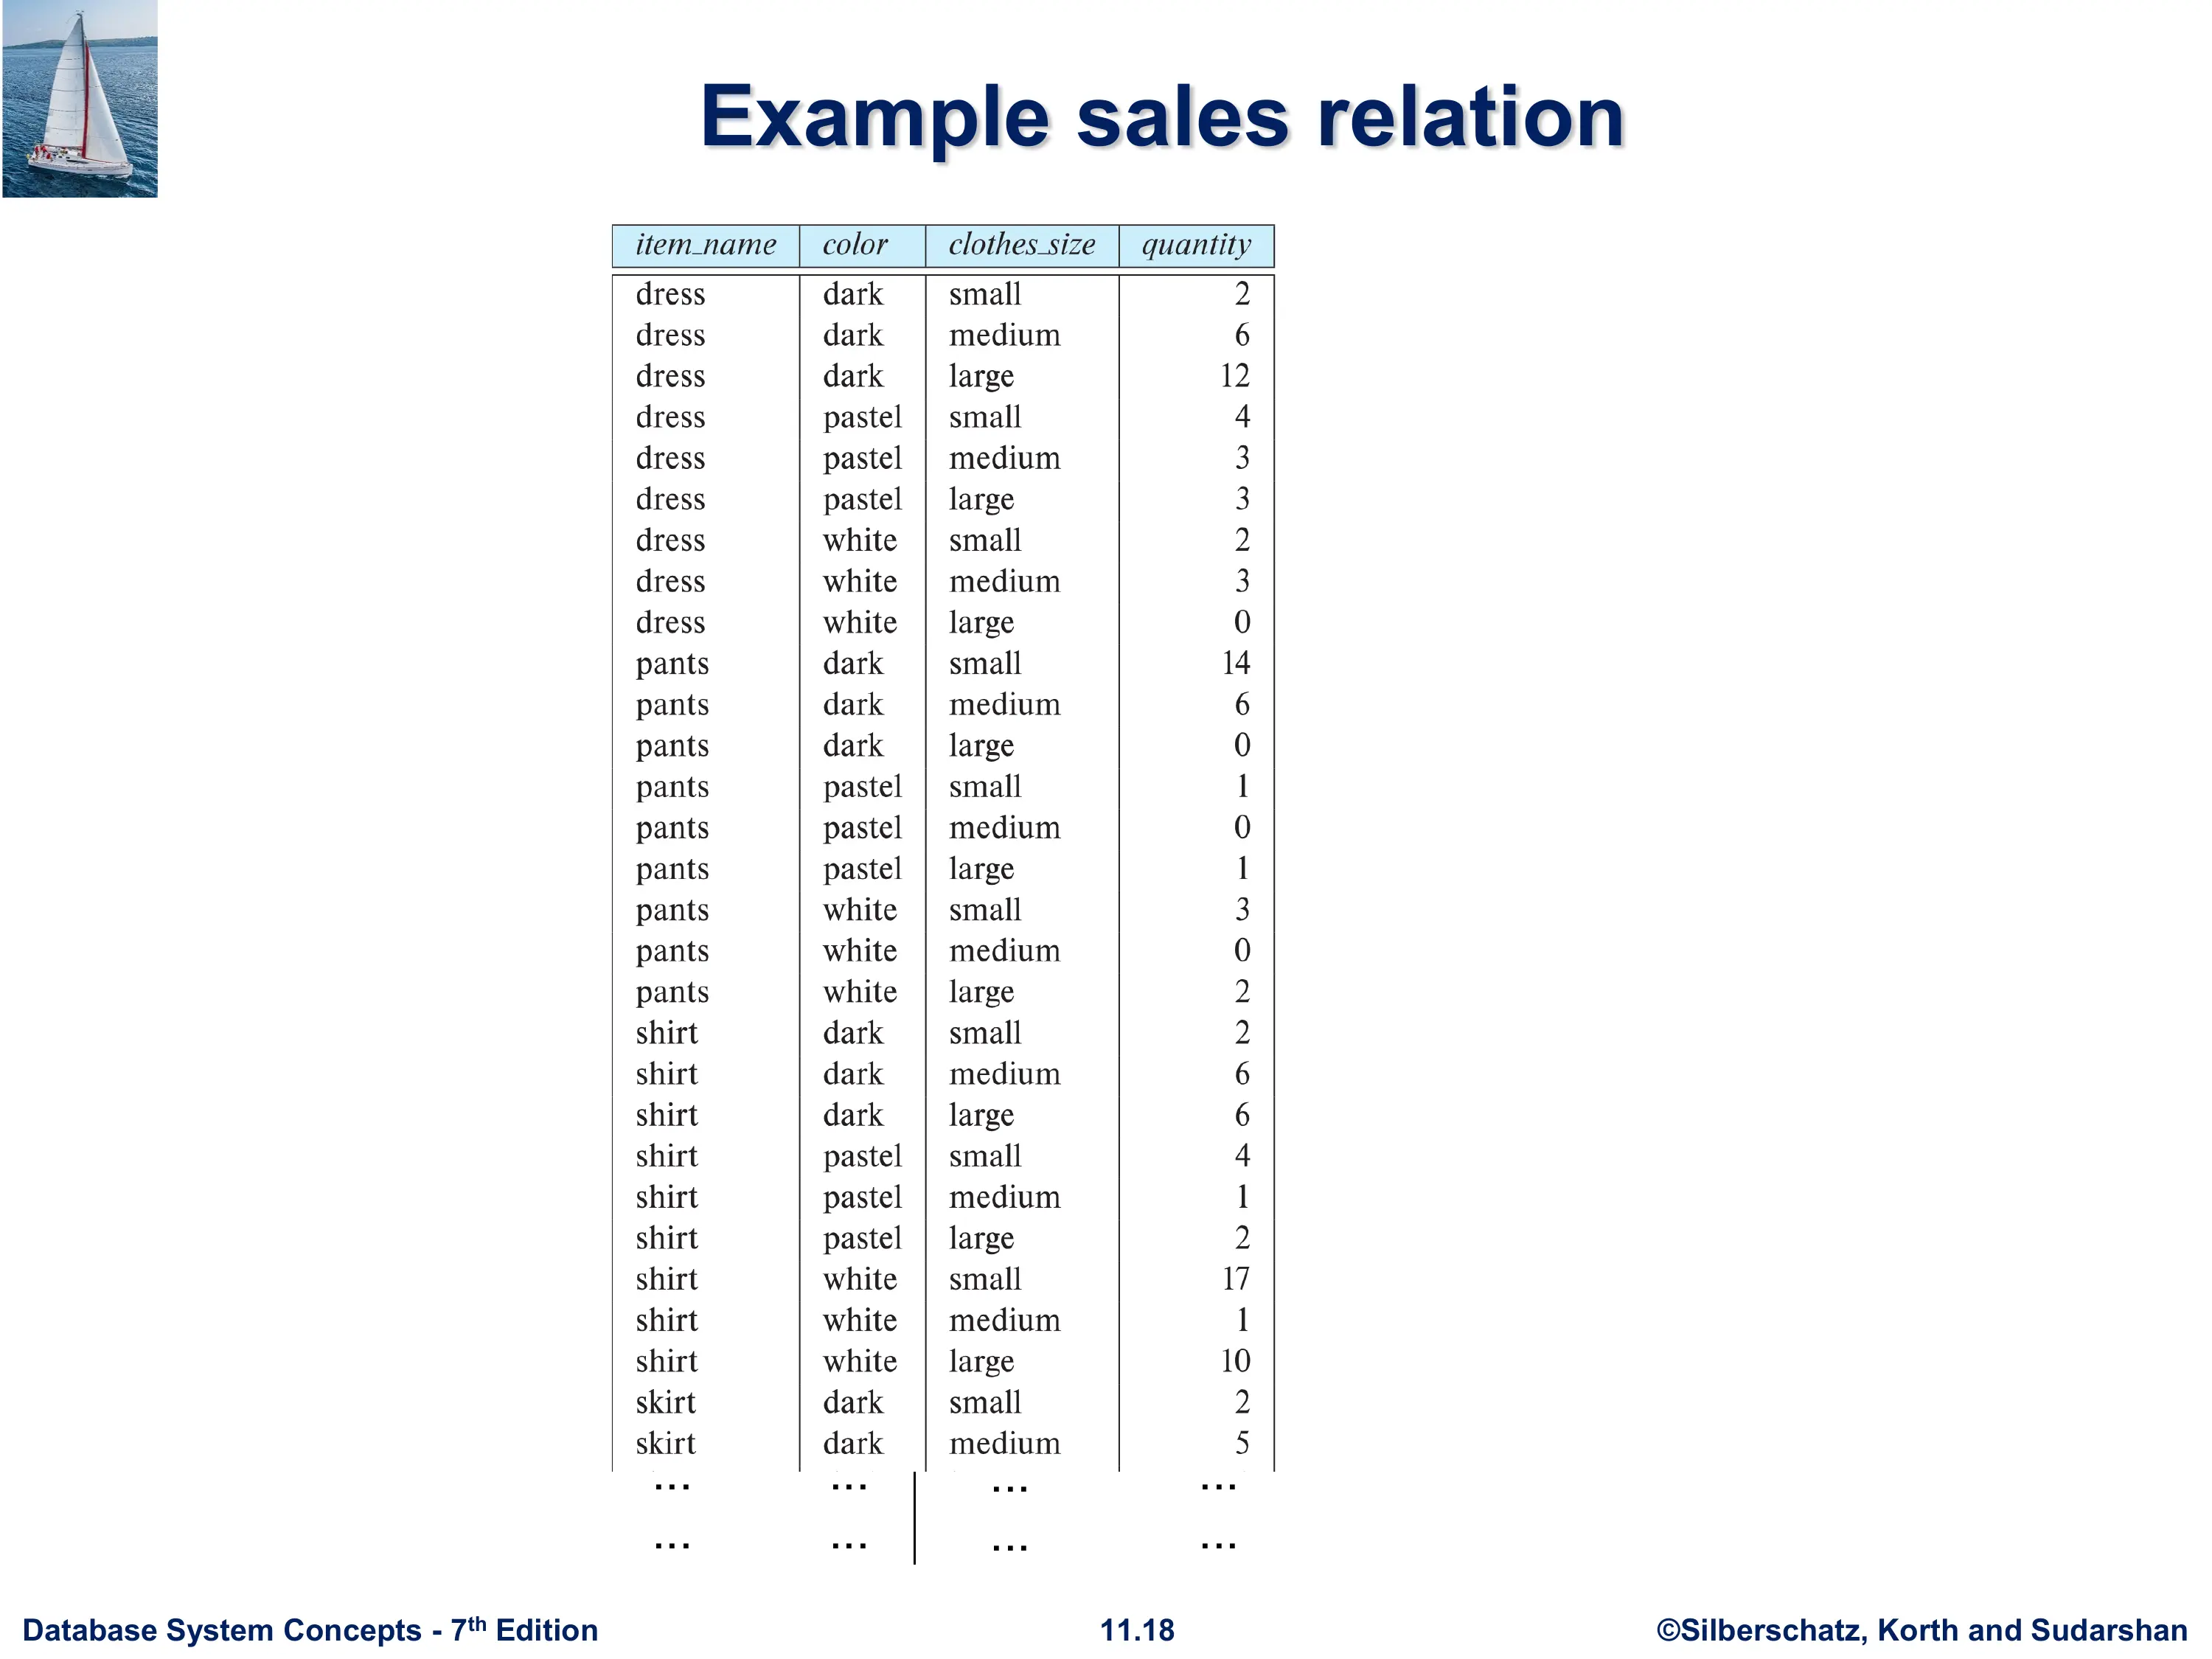 Example sales relation
item_name color clothes_size quantity
dress dark small 2
dress dark medium 6
dress dark large 12
dress pastel small 4
dress pastel medium 3
dress pastel large 3
dress white small 2
dress white medium 3
dress white large 0
pants dark small 14
pants dark medium 6
pants dark large 0
pants pastel small 1
pants pastel medium 0
pants pastel large 1
pants white small 3
pants white medium 0
pants white large 2
shirt dark small 2
shirt dark medium 6
shirt dark large 6
shirt pastel small 4
shirt pastel medium 1
shirt pastel large 2
shirt white small 17
shirt white medium 1
shirt white large 10
skirt dark small 2
skirt dark medium 5
... ... ... ...
... ... ... ...
Database System Concepts - 7th Edition 11.18 ©Silberschatz, Korth and Sudarshan